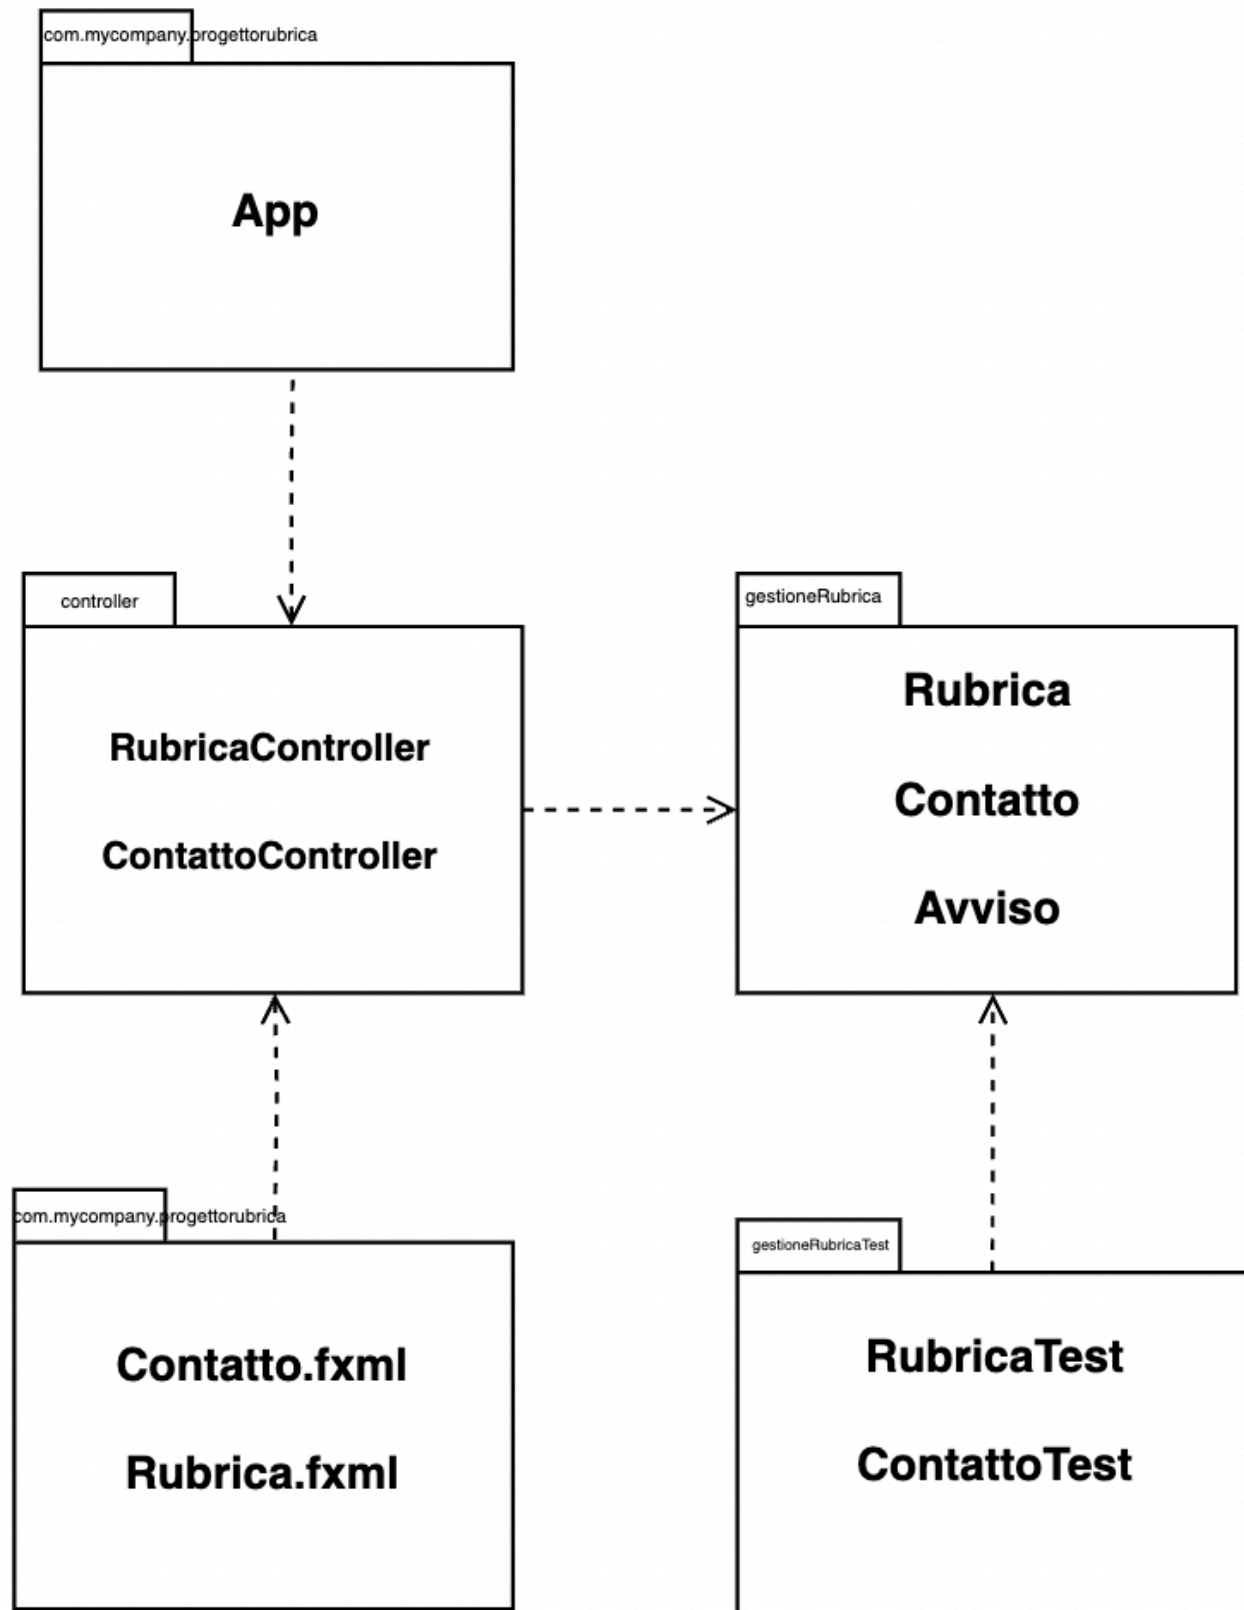 com.mycompany.progettorubrica
App
controller
RubricaController
ContattoController
gestioneRubrica
Rubrica
Contatto
Avviso
com.mycompany.progettorubrica
Contatto.fxml
Rubrica.fxml
gestioneRubricaTest
RubricaTest
ContattoTest